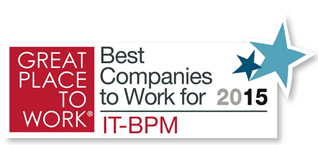 GREAT
PLACE
TO
WORK®
Best
Companies
to Work for 2015
IT-BPM